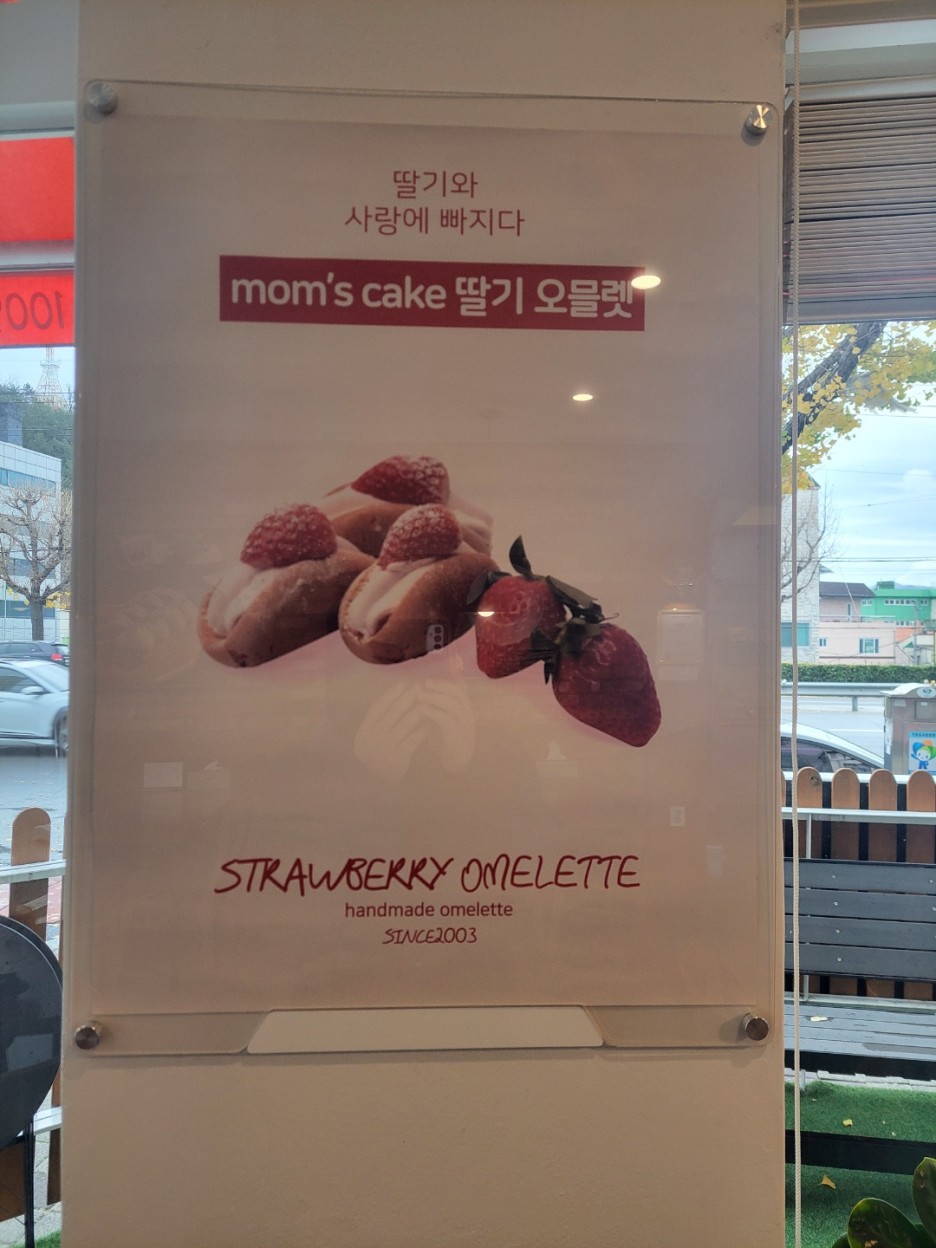 딸기와
사랑에 빠지다
mom's cake 딸기 오믈렛
STRAWBERRY OMELETTE
handmade omelette
SINCE2003